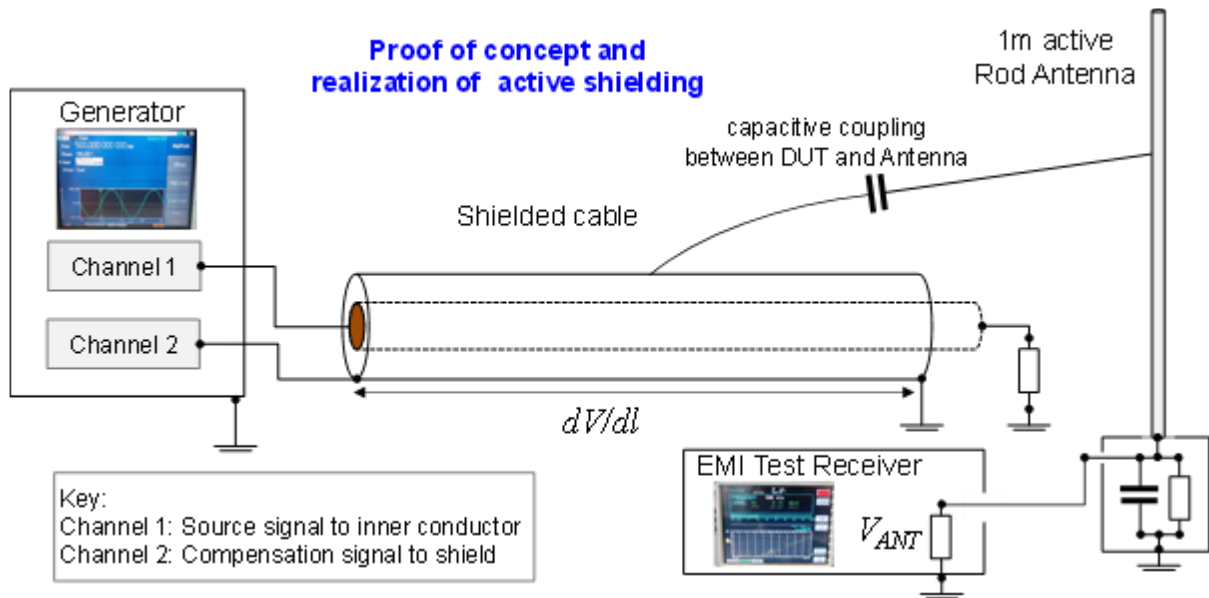 Proof of concept and
realization of active shielding
1m active
Rod Antenna
Generator
capacitive coupling
between DUT and Antenna
Shielded cable
Channel 1
Channel 2
dV/dl
EMI Test Receiver
V_ANT
Key:
Channel 1: Source signal to inner conductor
Channel 2: Compensation signal to shield